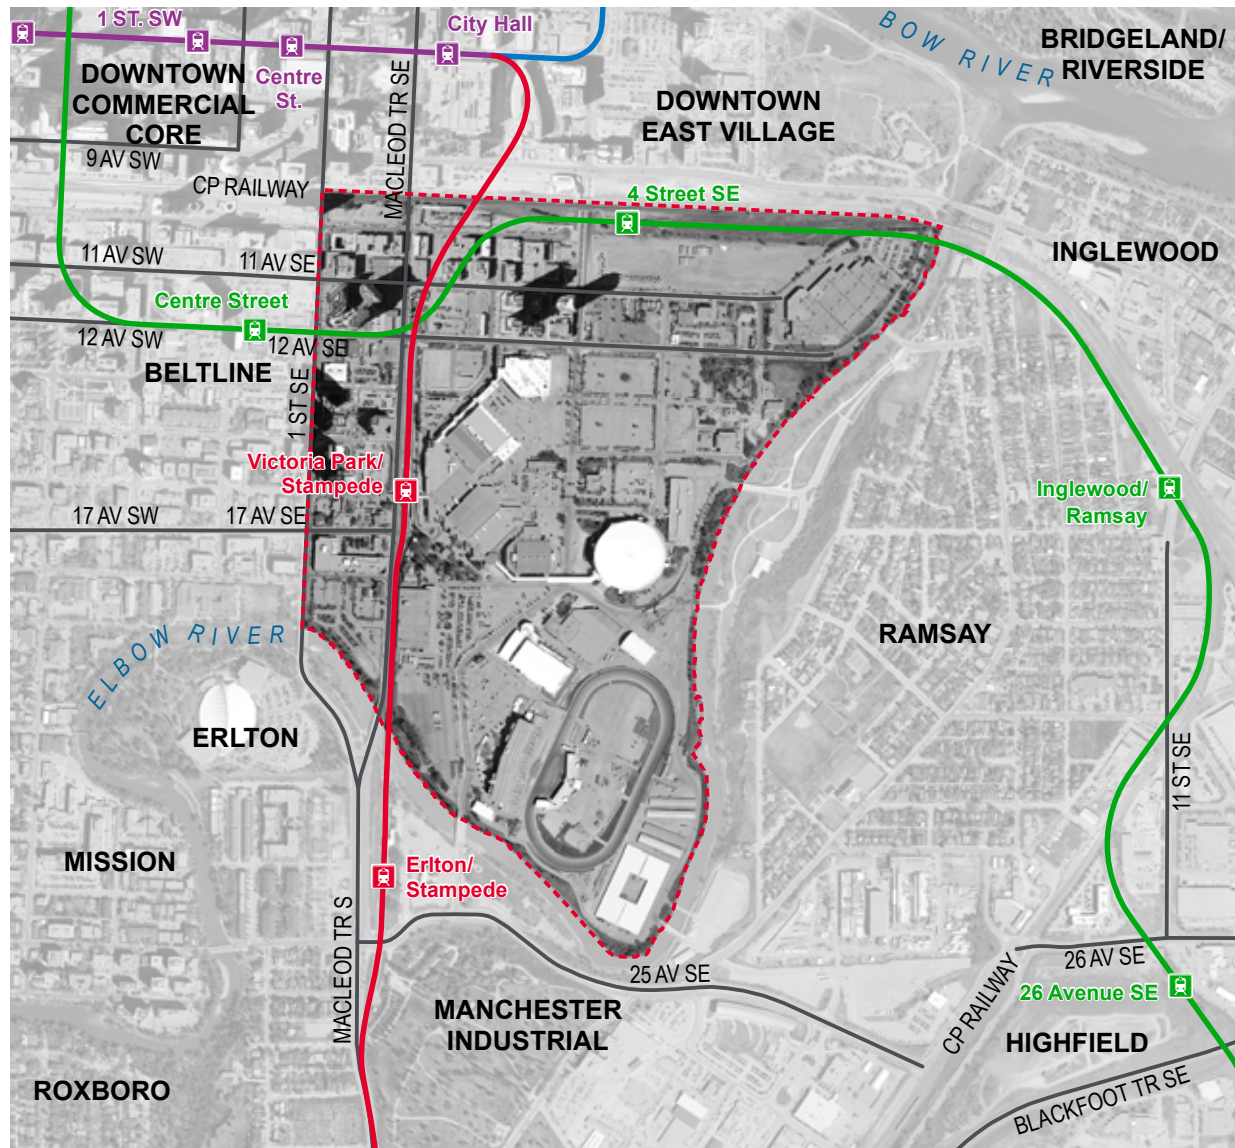 1 ST. SW
City Hall
BOW RIVER
BRIDGELAND/
RIVERSIDE
DOWNTOWN
COMMERCIAL
CORE
Centre
St.
MACLEOD TR SE
DOWNTOWN
EAST VILLAGE
9 AV SW
CP RAILWAY
4 Street SE
11 AV SW
11 AV SE
INGLEWOOD
Centre Street
12 AV SW
12 AV SE
BELTLINE
1 ST SE
Victoria Park/
Stampede
Inglewood/
Ramsay
17 AV SW
17 AV SE
ELBOW RIVER
RAMSAY
ERLTON
11 ST SE
MISSION
Erlton/
Stampede
MACLEOD TR S
25 AV SE
CP RAILWAY
26 AV SE
26 Avenue SE
MANCHESTER
INDUSTRIAL
HIGHFIELD
ROXBORO
BLACKFOOT TR SE